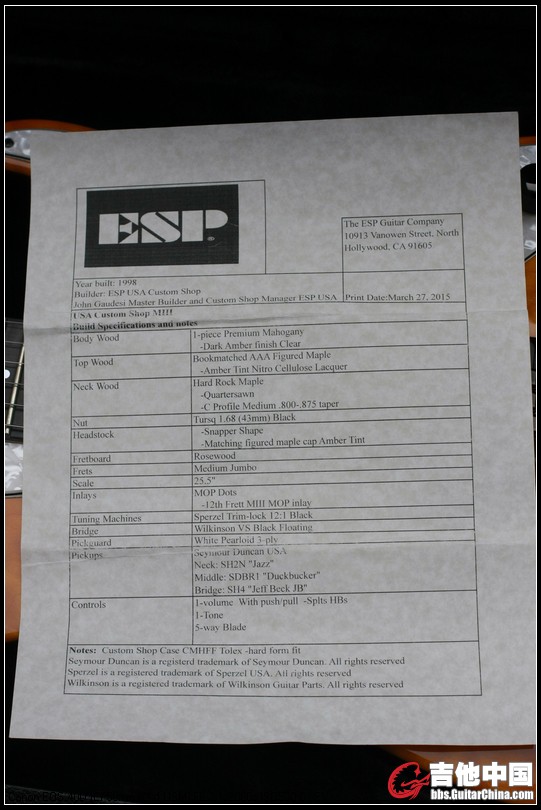 ESP®
The ESP Guitar Company
10913 Vanowen Street, North
Hollywood, CA 91605
Year built: 1998
Builder: ESP USA Custom Shop
John Gaudesi Master Builder and Custom Shop Manager ESP USA
Print Date:March 27, 2015
USA Custom Shop MIII
Build Specifications and notes
Body Wood 1-piece Premium Mahogany
-Dark Amber finish Clear
Top Wood Bookmatched AAA Figured Maple
-Amber Tint Nitro Cellulose Lacquer
Neck Wood Hard Rock Maple
-Quartersawn
-C Profile Medium .800-.875 taper
Nut Tursq 1.68 (43mm) Black
Headstock -Snapper Shape
-Matching figured maple cap Amber Tint
Fretboard Rosewood
Frets Medium Jumbo
Scale 25.5"
Inlays MOP Dots
-12th Frett MIII MOP inlay
Tuning Machines Sperzel Trim-lock 12:1 Black
Bridge Wilkinson VS Black Floating
Pickguard White Pearloid 3-ply
Pickups Seymour Duncan USA
Neck: SH2N "Jazz"
Middle: SDBR1 "Duckbucker"
Bridge: SH4 "Jeff Beck JB"
Controls 1-volume With push/pull -Splts HBs
1-Tone
5-way Blade
Notes: Custom Shop Case CMHFF Tolex -hard form fit
Seymour Duncan is a registerd trademark of Seymour Duncan. All rights reserved
Sperzel is a registered trademark of Sperzel USA. All rights reserved
Wilkinson is a registered trademark of Wilkinson Guitar Parts. All rights reserved
吉他中国
bbs.GuitarChina.com